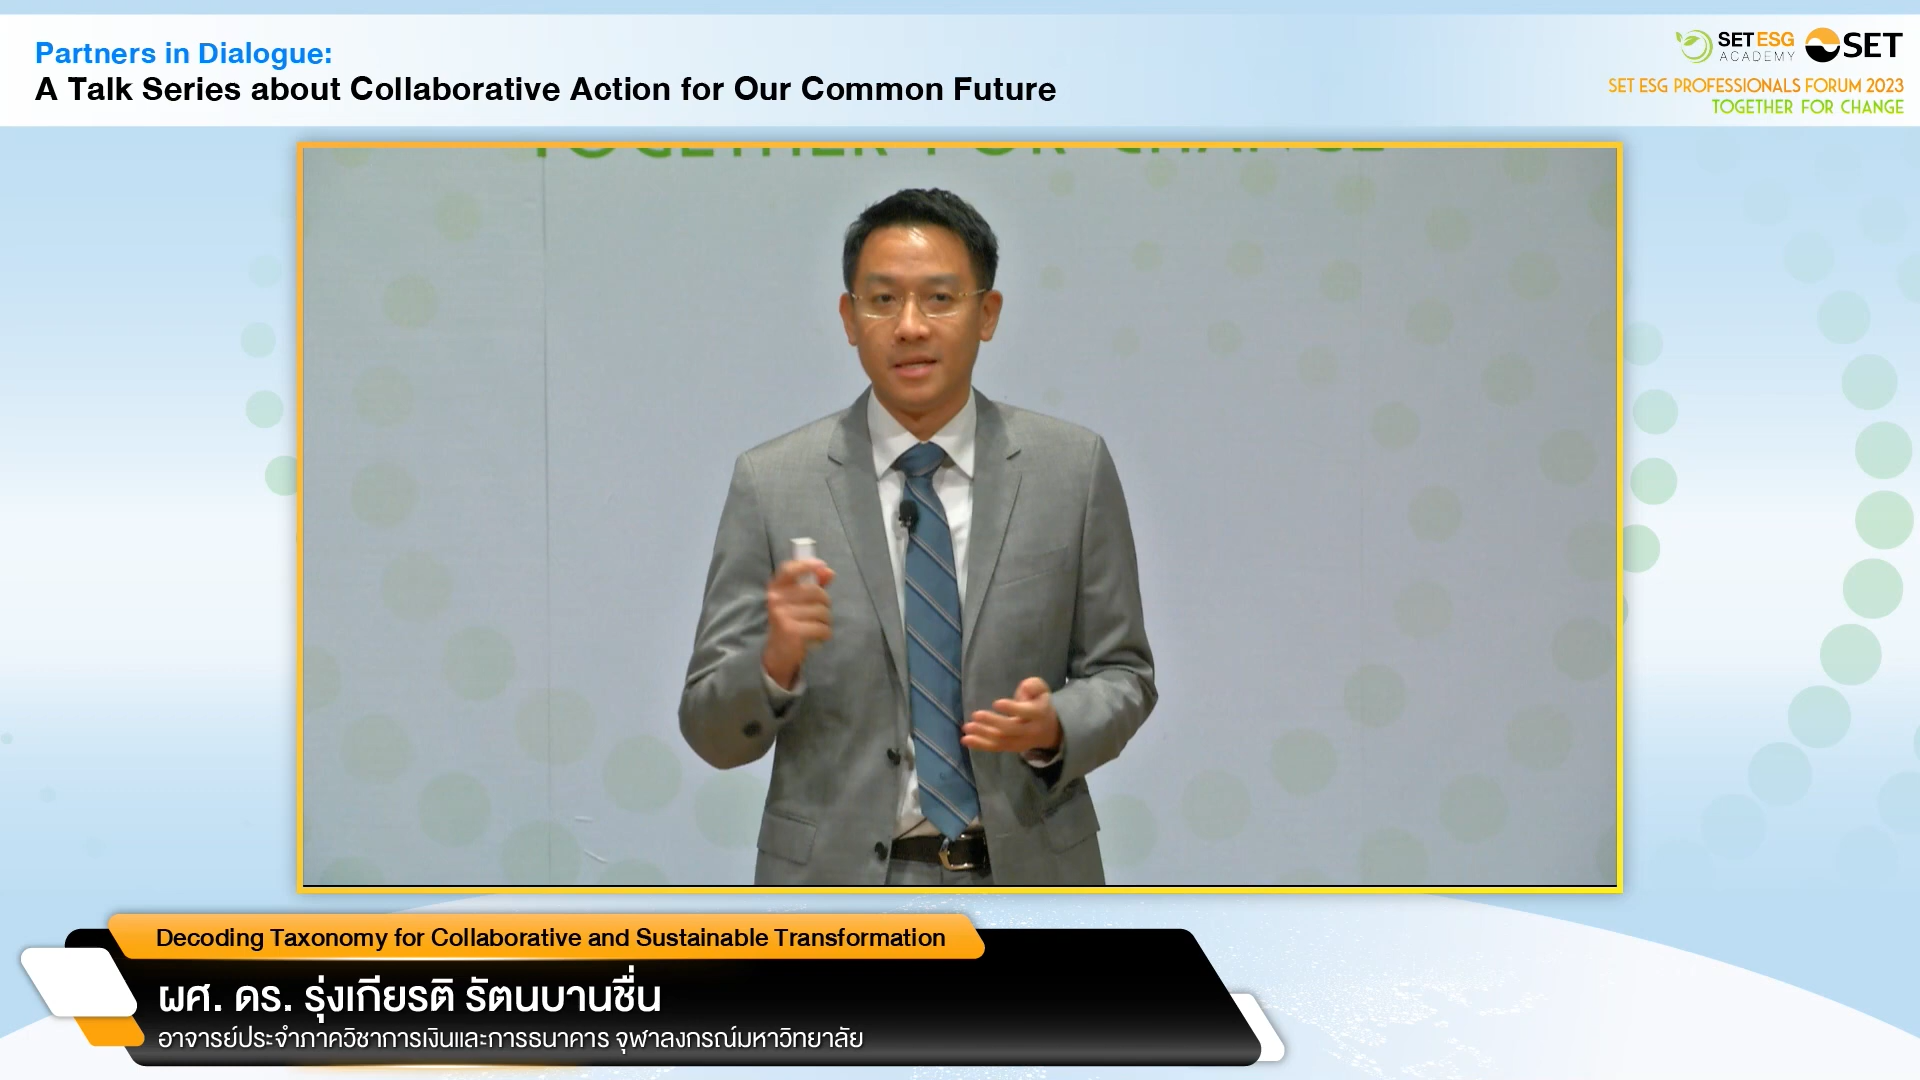 Partners in Dialogue:
A Talk Series about Collaborative Action for Our Common Future
SET ESG
ACADEMY
SET
SET ESG PROFESSIONALS FORUM 2023
TOGETHER FOR CHANGE
TOGETHER FOR CHANGE
Decoding Taxonomy for Collaborative and Sustainable Transformation
ผศ. ดร. รุ่งเกียรติ รัตนบานชื่น
อาจารย์ประจำภาควิชาการเงินและการธนาคาร จุฬาลงกรณ์มหาวิทยาลัย